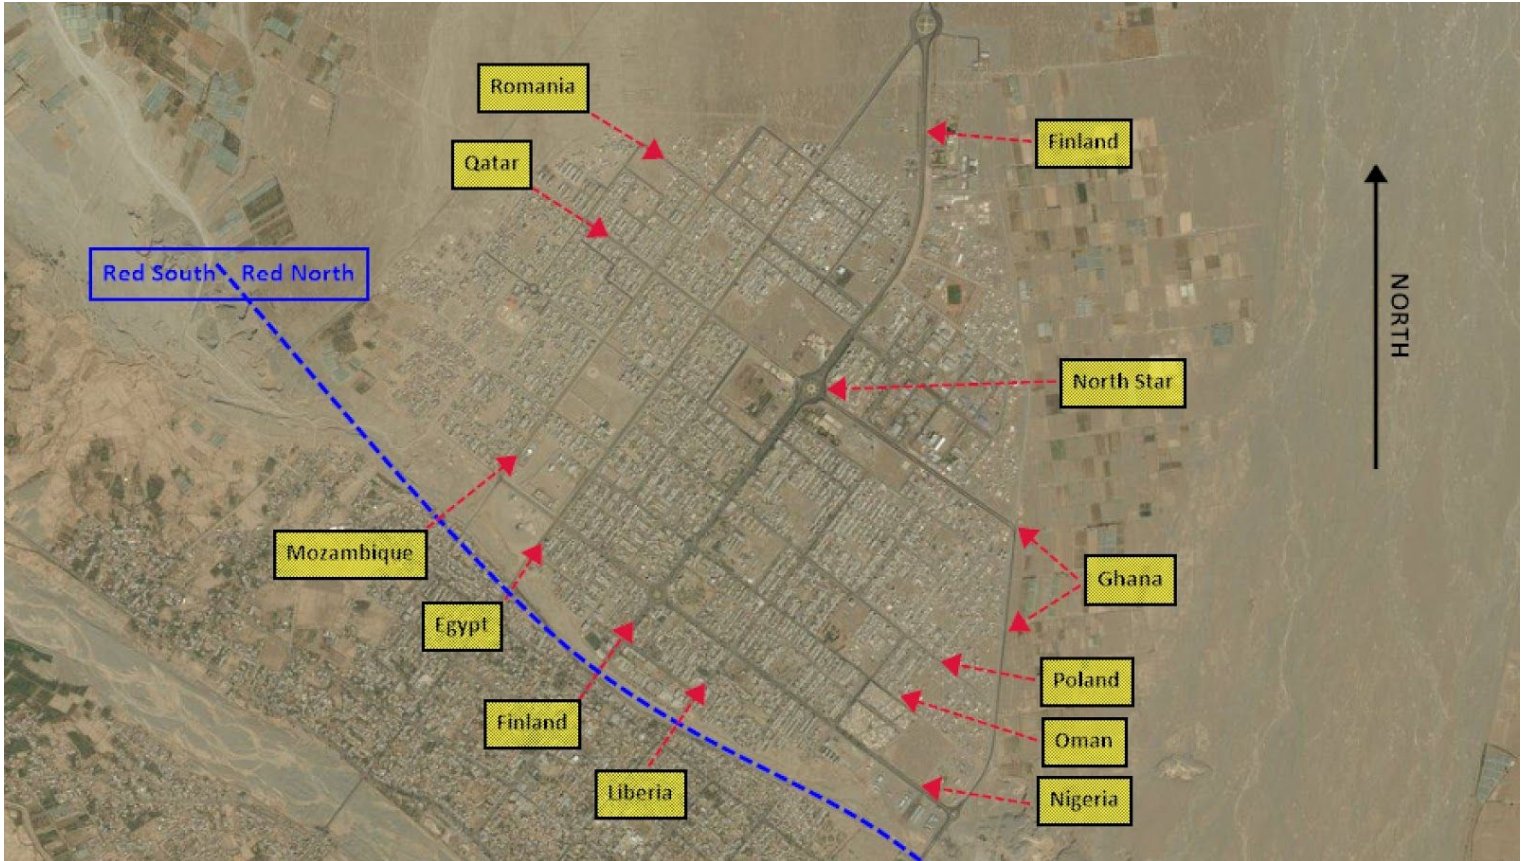 Romania
Qatar
Finland
Red South
Red North
NORTH
North Star
Mozambique
Egypt
Ghana
Finland
Poland
Oman
Liberia
Nigeria